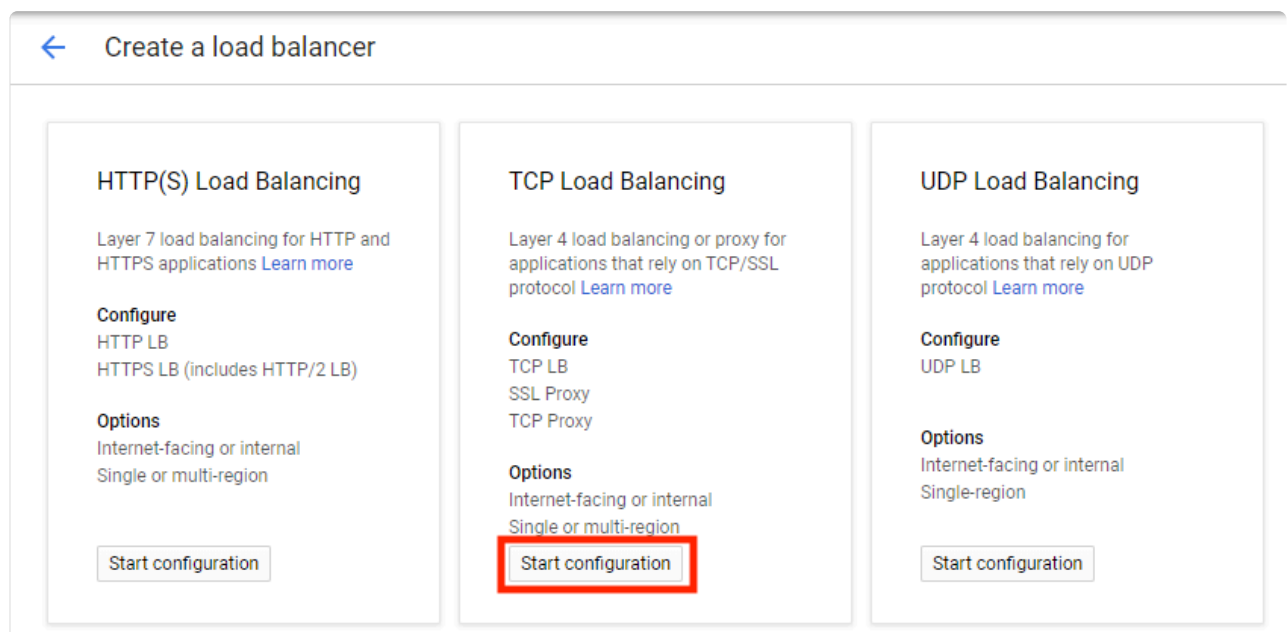 Create a load balancer
HTTP(S) Load Balancing
Layer 7 load balancing for HTTP and
HTTPS applications Learn more
Configure
HTTP LB
HTTPS LB (includes HTTP/2 LB)
Options
Internet-facing or internal
Single or multi-region
Start configuration
TCP Load Balancing
Layer 4 load balancing or proxy for
applications that rely on TCP/SSL
protocol Learn more
Configure
TCP LB
SSL Proxy
TCP Proxy
Options
Internet-facing or internal
Single or multi-region
Start configuration
UDP Load Balancing
Layer 4 load balancing for
applications that rely on UDP
protocol Learn more
Configure
UDP LB
Options
Internet-facing or internal
Single-region
Start configuration